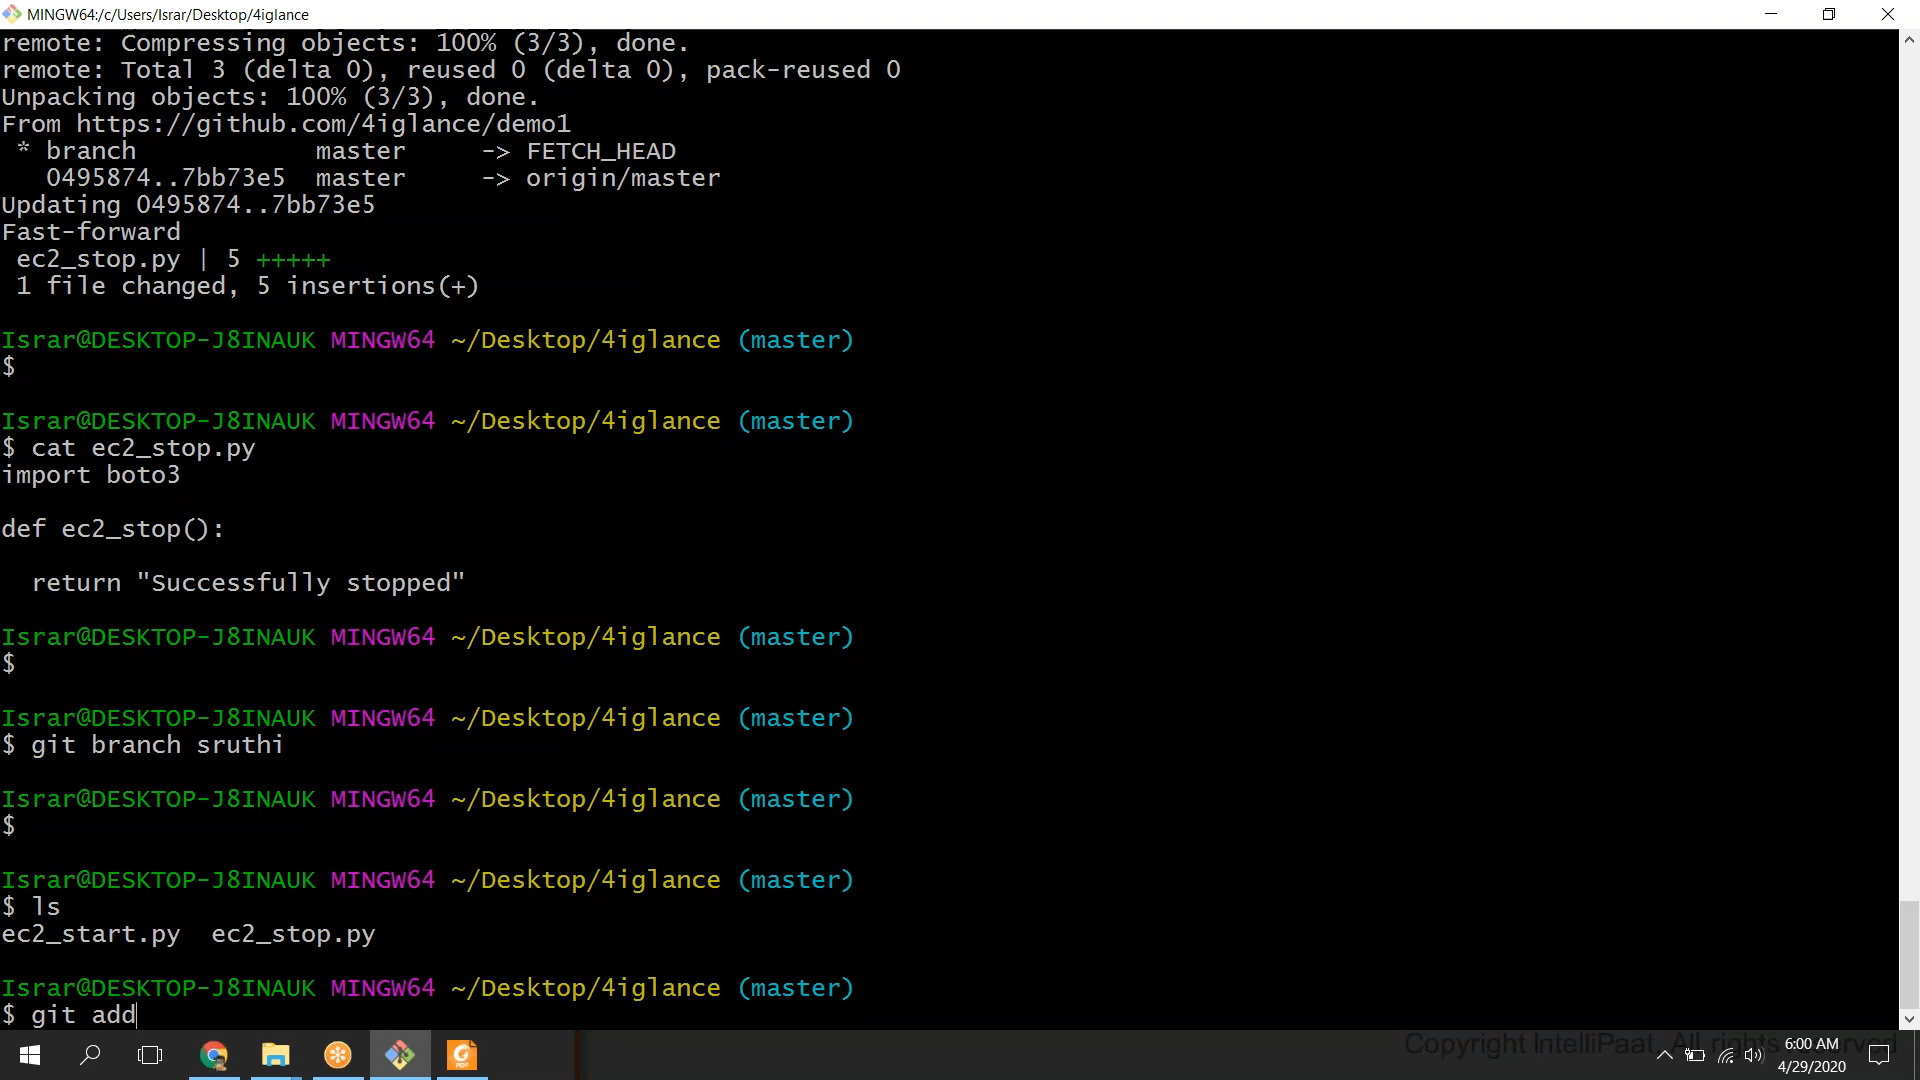 MINGW64:/c/Users/Israr/Desktop/4iglance
remote: Compressing objects: 100% (3/3), done.
remote: Total 3 (delta 0), reused 0 (delta 0), pack-reused 0
Unpacking objects: 100% (3/3), done.
From https://github.com/4iglance/demo1
 * branch            master     -> FETCH_HEAD
   0495874..7bb73e5  master     -> origin/master
Updating 0495874..7bb73e5
Fast-forward
 ec2_stop.py | 5 +++++
 1 file changed, 5 insertions(+)
Israr@DESKTOP-J8INAUK MINGW64 ~/Desktop/4iglance (master)
$
Israr@DESKTOP-J8INAUK MINGW64 ~/Desktop/4iglance (master)
$ cat ec2_stop.py
import boto3
def ec2_stop():
  return "Successfully stopped"
Israr@DESKTOP-J8INAUK MINGW64 ~/Desktop/4iglance (master)
$
Israr@DESKTOP-J8INAUK MINGW64 ~/Desktop/4iglance (master)
$ git branch sruthi
Israr@DESKTOP-J8INAUK MINGW64 ~/Desktop/4iglance (master)
$
Israr@DESKTOP-J8INAUK MINGW64 ~/Desktop/4iglance (master)
$ ls
ec2_start.py  ec2_stop.py
Israr@DESKTOP-J8INAUK MINGW64 ~/Desktop/4iglance (master)
$ git add
Copyright IntelliPaat, All rights reserved
6:00 AM
4/29/2020